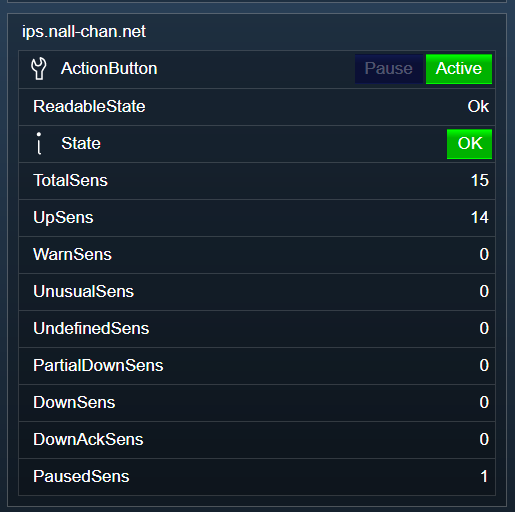 ips.nall-chan.net
ActionButton Pause Active
ReadableState Ok
State OK
TotalSens 15
UpSens 14
WarnSens 0
UnusualSens 0
UndefinedSens 0
PartialDownSens 0
DownSens 0
DownAckSens 0
PausedSens 1